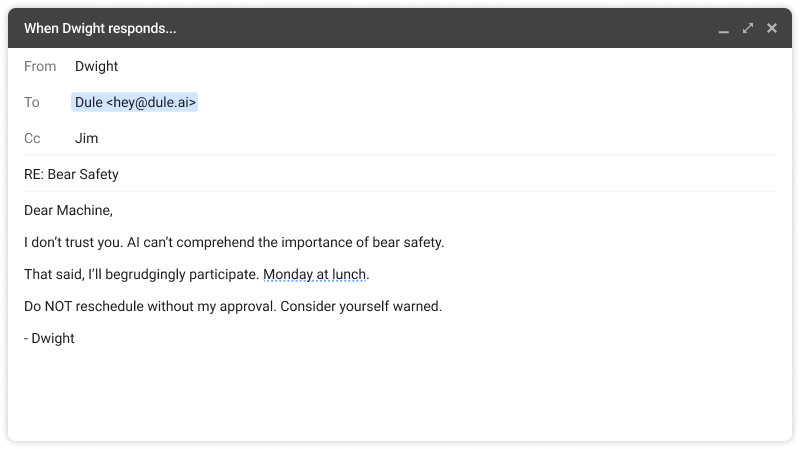 When Dwight responds...
From Dwight
To Dule <hey@dule.ai>
Cc Jim
RE: Bear Safety
Dear Machine,
I don’t trust you. AI can’t comprehend the importance of bear safety.
That said, I’ll begrudgingly participate. Monday at lunch.
Do NOT reschedule without my approval. Consider yourself warned.
- Dwight